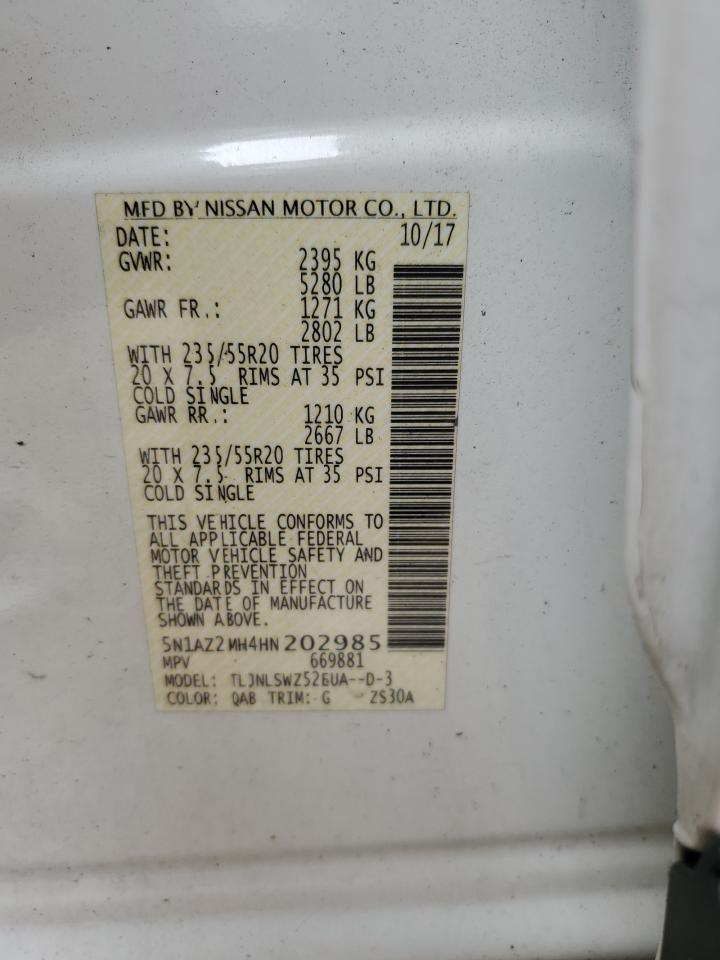 MFD BY NISSAN MOTOR CO., LTD.
DATE: 10/17
GVWR: 2395 KG
5280 LB
GAWR FR.: 1271 KG
2802 LB
WITH 235/55R20 TIRES
20 X 7.5 RIMS AT 35 PSI
COLD SINGLE
GAWR RR.: 1210 KG
2667 LB
WITH 235/55R20 TIRES
20 X 7.5 RIMS AT 35 PSI
COLD SINGLE
THIS VEHICLE CONFORMS TO
ALL APPLICABLE FEDERAL
MOTOR VEHICLE SAFETY AND
THEFT PREVENTION
STANDARDS IN EFFECT ON
THE DATE OF MANUFACTURE
SHOWN ABOVE.
5N1AZ2MH4HN202985
MPV 669881
MODEL: TLJNLSWZ52EUA--D-3
COLOR: QAB TRIM: G ZS30A